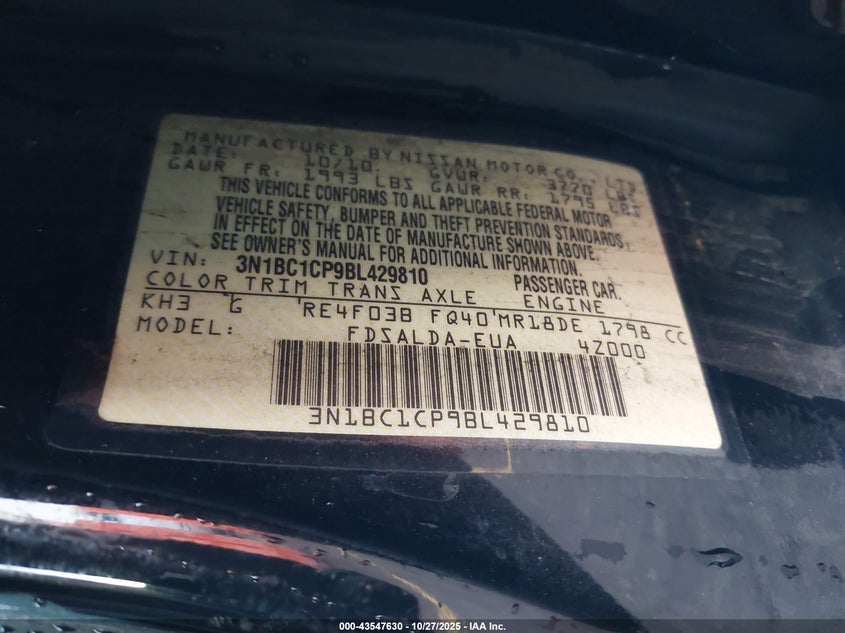 MANUFACTURED BY NISSAN MOTOR CO., LTD.
DATE: 10/10 GVWR: 3270 LBS
GAWR FR: 1993 LBS GAWR RR: 1795 LBS
THIS VEHICLE CONFORMS TO ALL APPLICABLE FEDERAL MOTOR
VEHICLE SAFETY, BUMPER AND THEFT PREVENTION STANDARDS
IN EFFECT ON THE DATE OF MANUFACTURE SHOWN ABOVE.
SEE OWNER'S MANUAL FOR ADDITIONAL INFORMATION.
VIN: 3N1BC1CP9BL429810 PASSENGER CAR.
COLOR TRIM TRANS AXLE ENGINE
KH3 G RE4F03B FQ40 MR18DE 1798 CC
MODEL: FDSALDA-EUA 4Z000
3N1BC1CP9BL429810
000-43547630 - 10/27/2025 - IAA Inc.